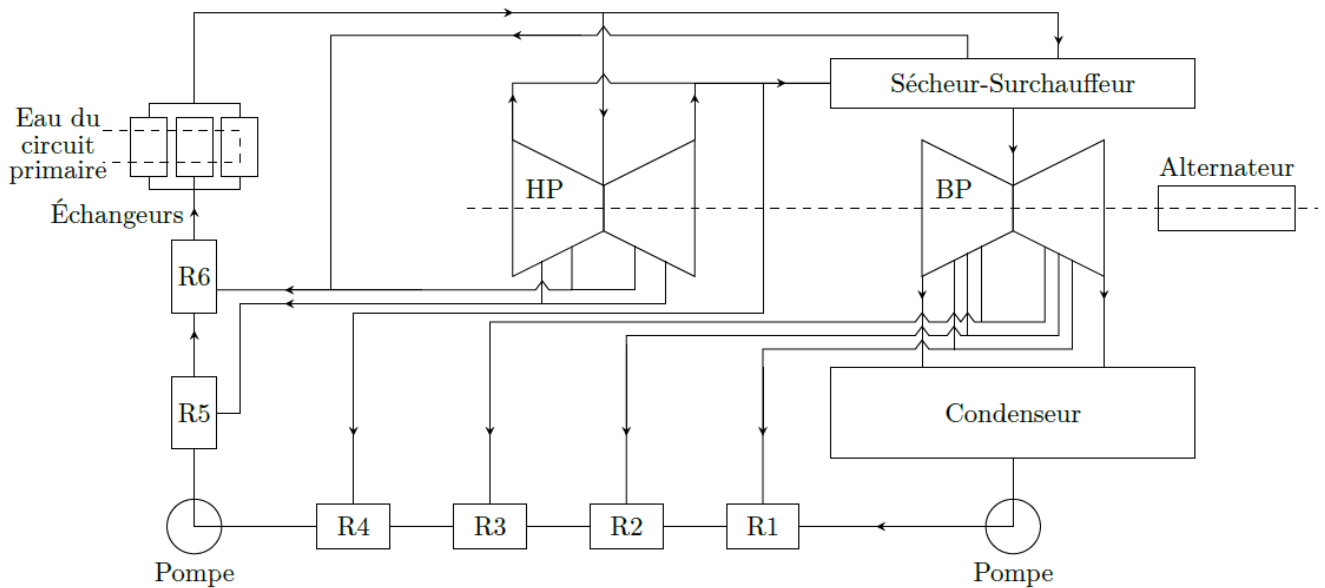 Sécheur-Surchauffeur
Eau du
circuit
primaire
HP
BP
Alternateur
Échangeurs
R6
R5
Condenseur
R4
R3
R2
R1
Pompe
Pompe